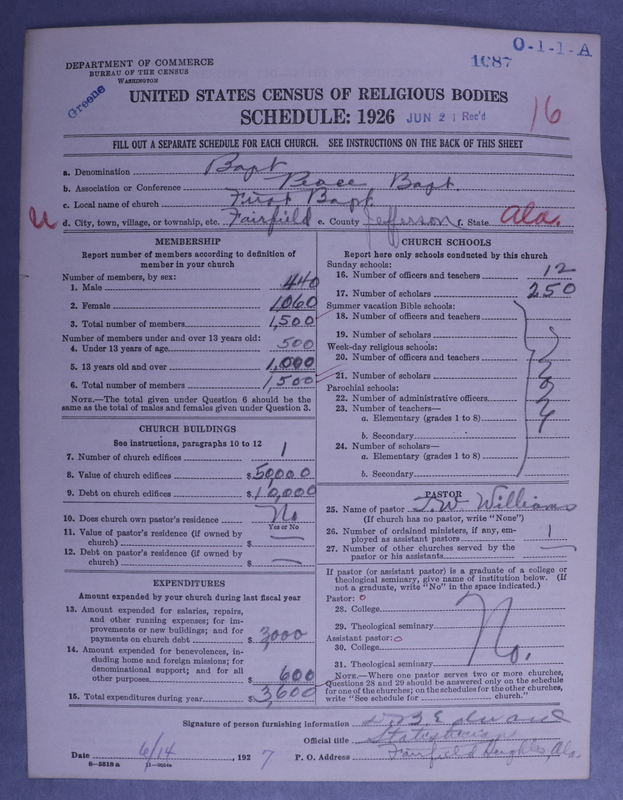 O-1-1-A
1087
DEPARTMENT OF COMMERCE
BUREAU OF THE CENSUS
WASHINGTON
Greene
UNITED STATES CENSUS OF RELIGIOUS BODIES
SCHEDULE: 1926 JUN 21 Rec'd
16
FILL OUT A SEPARATE SCHEDULE FOR EACH CHURCH. SEE INSTRUCTIONS ON THE BACK OF THIS SHEET
a. Denomination Bapt
b. Association or Conference Peace Bapt.
c. Local name of church First Bapt
d. City, town, village, or township, etc. Fairfield e. County Jefferson f. State Ala.
MEMBERSHIP
Report number of members according to definition of
member in your church
Number of members, by sex:
1. Male 440
2. Female 1,060
3. Total number of members 1,500
Number of members under and over 13 years old:
4. Under 13 years of age 500
5. 13 years old and over 1,000
6. Total number of members 1,500
NOTE.—The total given under Question 6 should be the
same as the total of males and females given under Question 3.
CHURCH BUILDINGS
See instructions, paragraphs 10 to 12
7. Number of church edifices 1
8. Value of church edifices $50,000
9. Debt on church edifices $10,000
10. Does church own pastor's residence No
Yes or No
11. Value of pastor's residence (if owned by
church) $ —
12. Debt on pastor's residence (if owned by
church) $ —
EXPENDITURES
Amount expended by your church during last fiscal year
13. Amount expended for salaries, repairs,
and other running expenses; for im-
provements or new buildings; and for
payments on church debt $ 3,000
14. Amount expended for benevolences, in-
cluding home and foreign missions; for
denominational support; and for all
other purposes $ 600
15. Total expenditures during year $3,600
CHURCH SCHOOLS
Report here only schools conducted by this church
Sunday schools:
16. Number of officers and teachers 12
17. Number of scholars 250
Summer vacation Bible schools:
18. Number of officers and teachers
19. Number of scholars
Week-day religious schools:
20. Number of officers and teachers
21. Number of scholars
Parochial schools:
22. Number of administrative officers
23. Number of teachers—
a. Elementary (grades 1 to 8)
b. Secondary
24. Number of scholars—
a. Elementary (grades 1 to 8)
b. Secondary
PASTOR
25. Name of pastor T. W. Williams
(If church has no pastor, write "None")
26. Number of ordained ministers, if any, em-
ployed as assistant pastors 1
27. Number of other churches served by the
pastor or his assistants —
If pastor (or assistant pastor) is a graduate of a college or
theological seminary, give name of institution below. (If
not a graduate, write "No" in the space indicated.)
Pastor: o
28. College
29. Theological seminary No.
Assistant pastor: o
30. College
31. Theological seminary
NOTE.—Where one pastor serves two or more churches,
Questions 28 and 29 should be answered only on the schedule
for one of the churches; on the schedules for the other churches,
write "See schedule for church."
Signature of person furnishing information
Official title Statistician
Date 6/14, 1927 P. O. Address Fairfield Heights, Ala.
8—5518 a